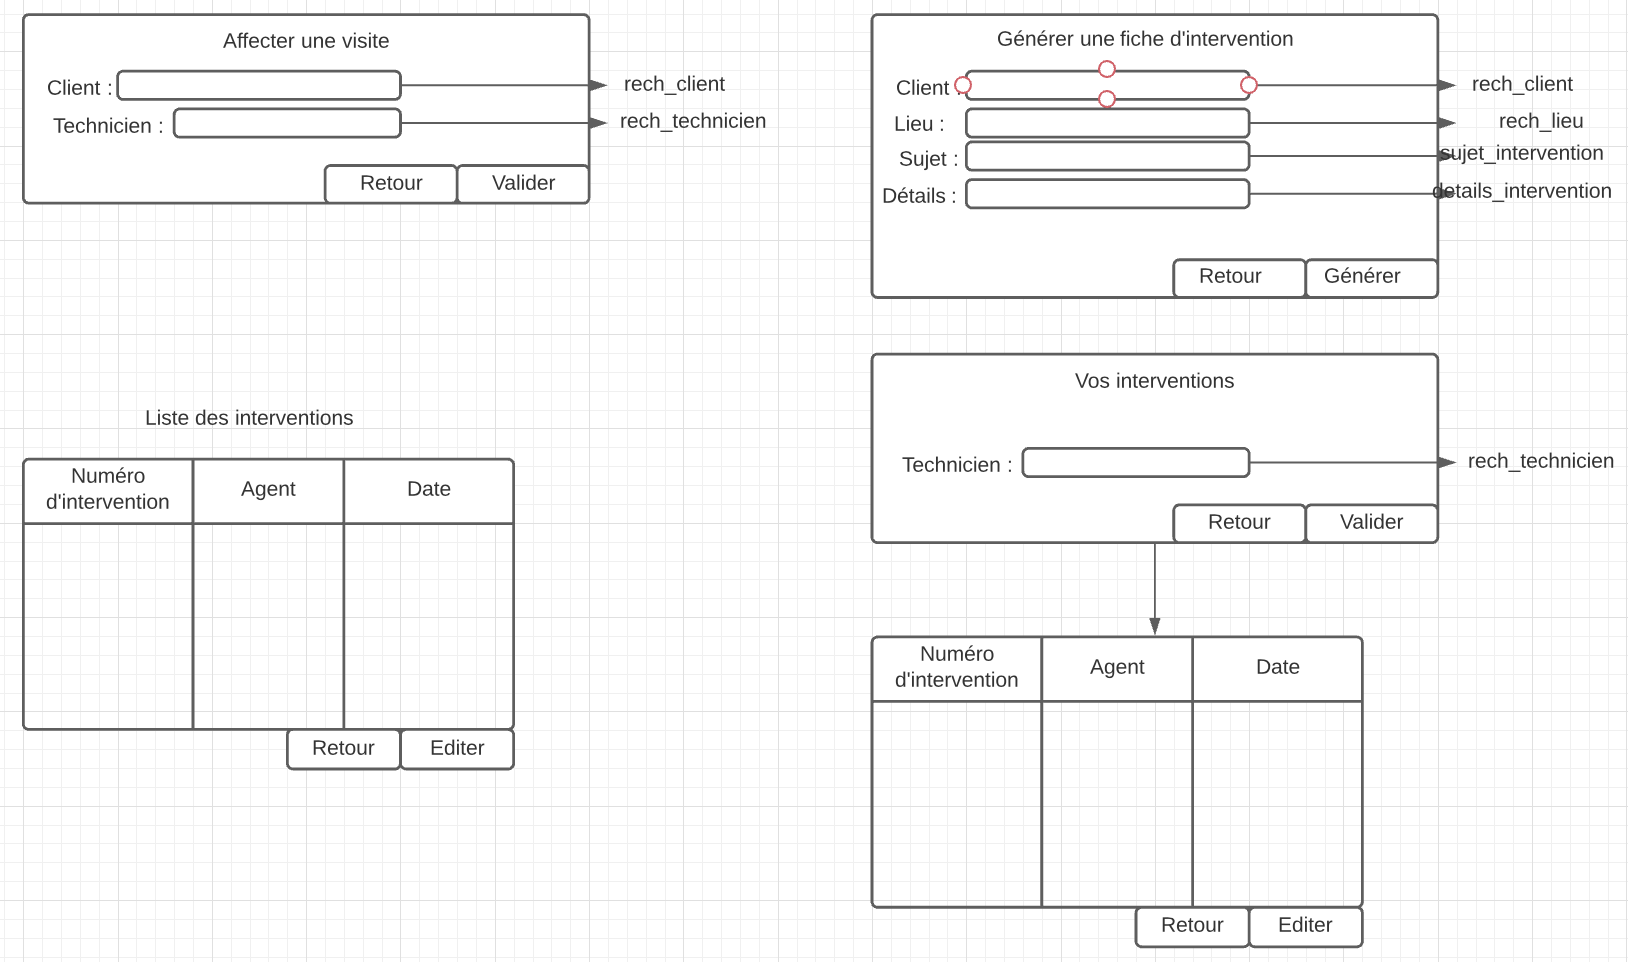 Affecter une visite
Client :
rech_client
Technicien :
rech_technicien
Retour
Valider
Générer une fiche d'intervention
Client :
rech_client
Lieu :
rech_lieu
Sujet :
sujet_intervention
Détails :
details_intervention
Retour
Générer
Liste des interventions
Numéro
d'intervention
Agent
Date
Retour
Editer
Vos interventions
Technicien :
rech_technicien
Retour
Valider
Numéro
d'intervention
Agent
Date
Retour
Editer